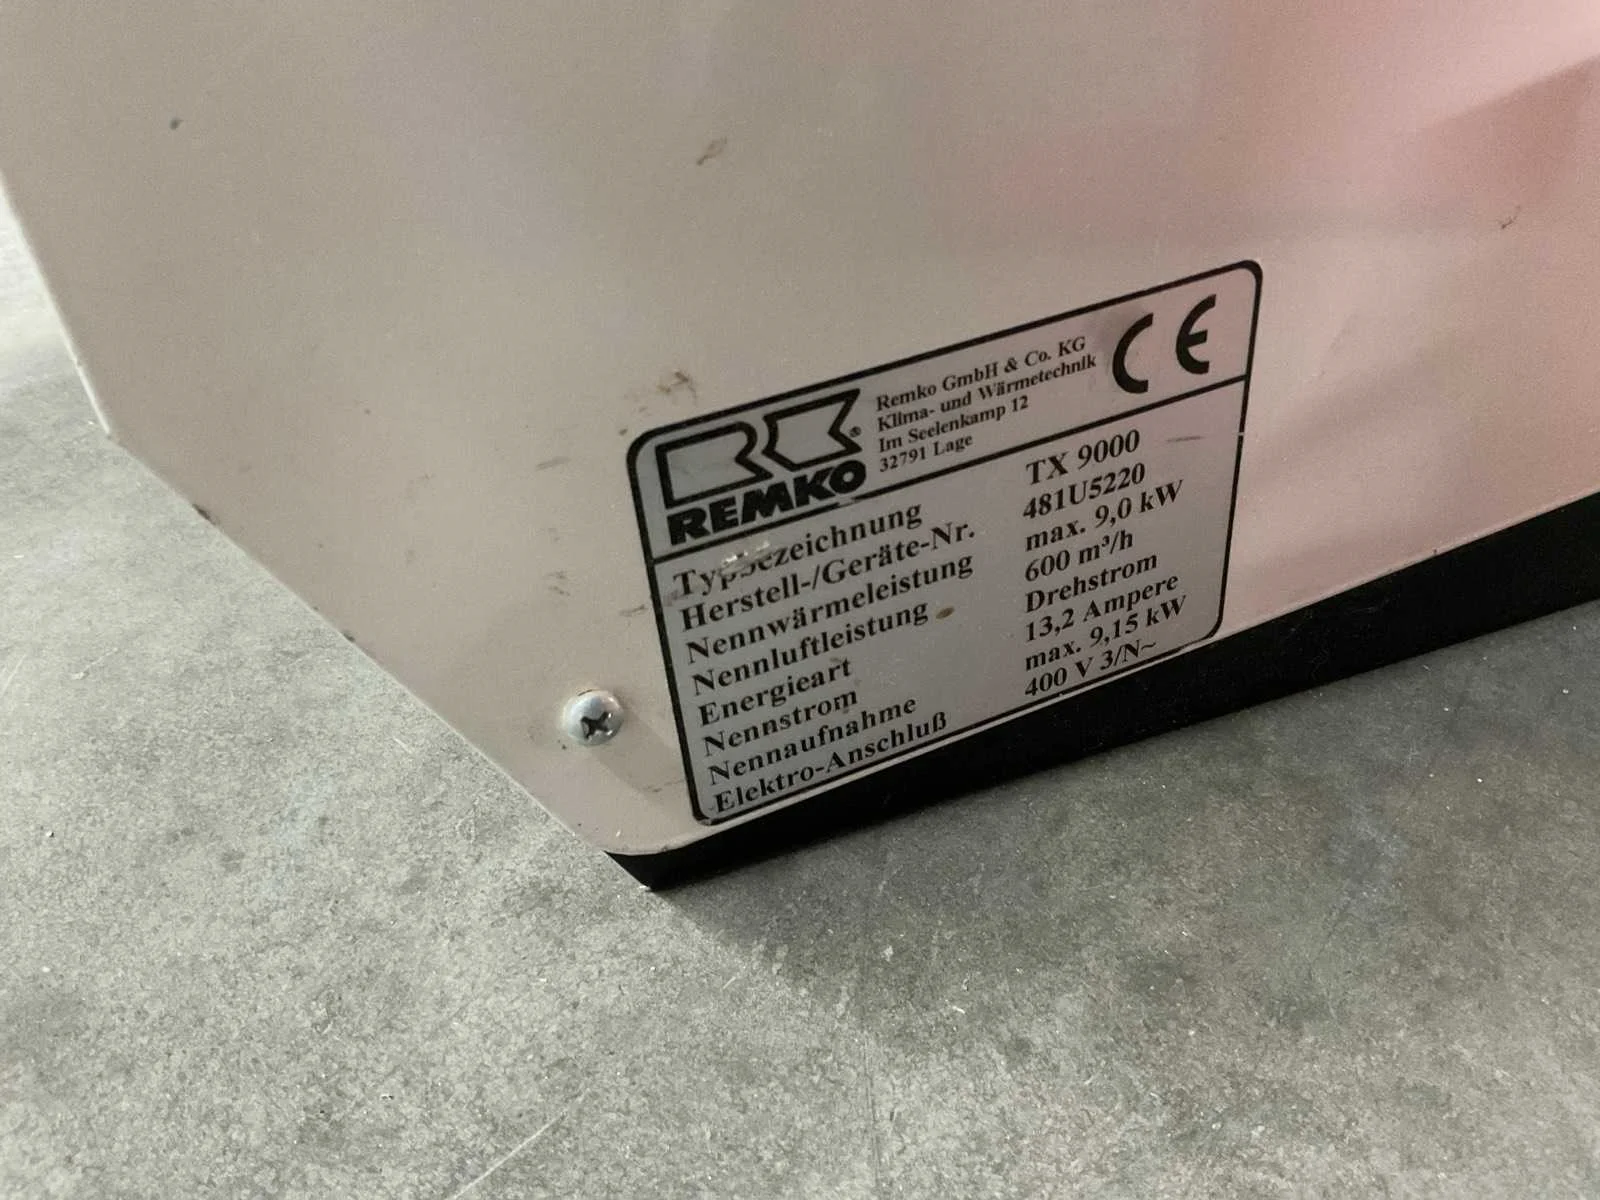 Remko GmbH & Co. KG
Klima- und Wärmetechnik
Im Seelenkamp 12
32791 Lage
CE
REMKO®
Typbezeichnung TX 9000
Herstell-/Geräte-Nr. 481U5220
Nennwärmeleistung max. 9,0 kW
Nennluftleistung 600 m³/h
Energieart Drehstrom
Nennstrom 13,2 Ampere
Nennaufnahme max. 9,15 kW
Elektro-Anschluß 400 V 3/N~